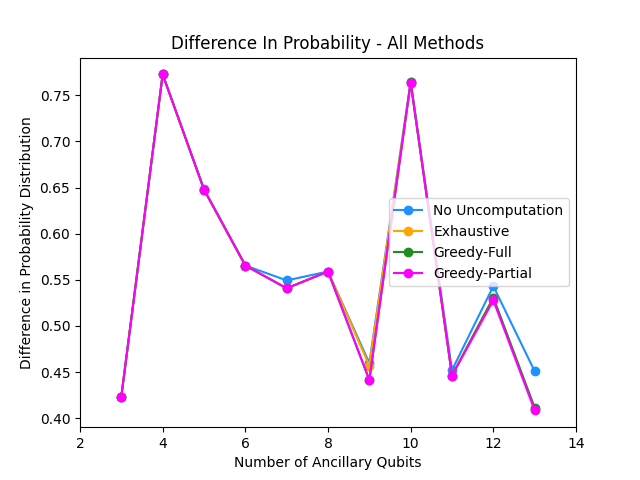 Difference In Probability - All Methods
Difference in Probability Distribution
0.75
0.70
0.65
0.60
0.55
0.50
0.45
0.40
No Uncomputation
Exhaustive
Greedy-Full
Greedy-Partial
2 4 6 8 10 12 14
Number of Ancillary Qubits